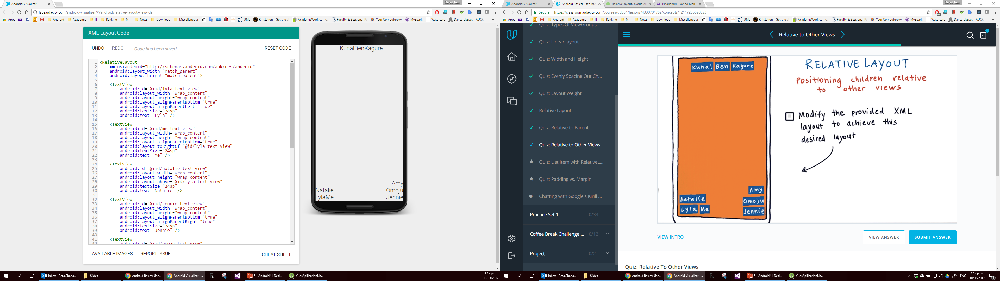 Android Visualizer
Seyed Reza
labs.udacity.com/android-visualizer/#/android/relative-layout-view-ids
Apps
Android
Academic
IT
Banking
MIT
News
Download
Miscellaneous
UML
Riffstation - Get the c
AcademicWork.ca - C
Faculty & Sessional Po
Your Computeroxy
MySpark
Watercare
Dance classes - AUCK
XML Layout Code
UNDO
REDO
Code has been saved
RESET CODE
1 <RelativeLayout
2 xmlns:android="http://schemas.android.com/apk/res/android"
3 android:layout_width="match_parent"
4 android:layout_height="match_parent">
5
6 <TextView
7 android:id="@+id/lyla_text_view"
8 android:layout_width="wrap_content"
9 android:layout_height="wrap_content"
10 android:layout_alignParentBottom="true"
11 android:layout_alignParentLeft="true"
12 android:textSize="24sp"
13 android:text="Lyla" />
14
15 <TextView
16 android:id="@+id/me_text_view"
17 android:layout_width="wrap_content"
18 android:layout_height="wrap_content"
19 android:layout_alignParentBottom="true"
20 android:layout_toRightOf="@id/lyla_text_view"
21 android:textSize="24sp"
22 android:text="Me" />
23
24 <TextView
25 android:id="@+id/natalie_text_view"
26 android:layout_width="wrap_content"
27 android:layout_height="wrap_content"
28 android:layout_above="@id/lyla_text_view"
29 android:textSize="24sp"
30 android:text="Natalie" />
31
32 <TextView
33 android:id="@+id/jennie_text_view"
34 android:layout_width="wrap_content"
35 android:layout_height="wrap_content"
36 android:layout_alignParentBottom="true"
37 android:layout_alignParentRight="true"
38 android:textSize="24sp"
39 android:text="Jennie" />
40
41 <TextView
42 android:id="@+id/omoju_text_view"
AVAILABLE IMAGES
REPORT ISSUE
CHEAT SHEET
KunalBenKagure
Amy
Natalie
Omoju
LylaMe
Jennie
Inbox - Reza.Shaha...
Slides
Android Basics: Use...
Android Visualizer -...
5 - Android UI Desi...
YuorApllicationNa...
1:17 p.m.
10/03/2017
Android Visualizer
Android Basics: User Inte
RelativeLayout.LayoutPar
rshahamiri - Yahoo Mail
Seyed Reza
Secure
https://classroom.udacity.com/courses/ud834/lessons/4330701752/concepts/42117285520923
Apps
Android
Academic
IT
Banking
MIT
News
Download
Miscellaneous
UML
Riffstation - Get the c
AcademicWork.ca - C
Faculty & Sessional Po
Your Computeroxy
MySpark
Watercare
Dance classes - AUCK
Quiz: Types Of ViewGroups
Quiz: LinearLayout
Quiz: Width and Height
Quiz: Evenly Spacing Out Ch...
Quiz: Layout Weight
Relative Layout
Quiz: Relative to Parent
Quiz: Relative to Other Views
Quiz: List Item with RelativeL...
Quiz: Padding vs. Margin
Chatting with Google's Kirill ...
Practice Set 1 0/33
Coffee Break Challenge ... 0/12
Project 0/2
Relative to Other Views
Kunal Ben Kagure
Amy
Natalie
Omoju
Lyla Me
Jennie
RELATIVE LAYOUT
Positioning children relative
to other views
Modify the provided XML
layout to achieve this
desired layout
VIEW INTRO
VIEW ANSWER
SUBMIT ANSWER
Quiz: Relative To Other Views
Inbox - Reza.Shaha...
Slides
Android Basics: Use...
Android Visualizer -...
5 - Android UI Desi...
YuorApllicationNa...
ENG
1:17 p.m.
10/03/2017